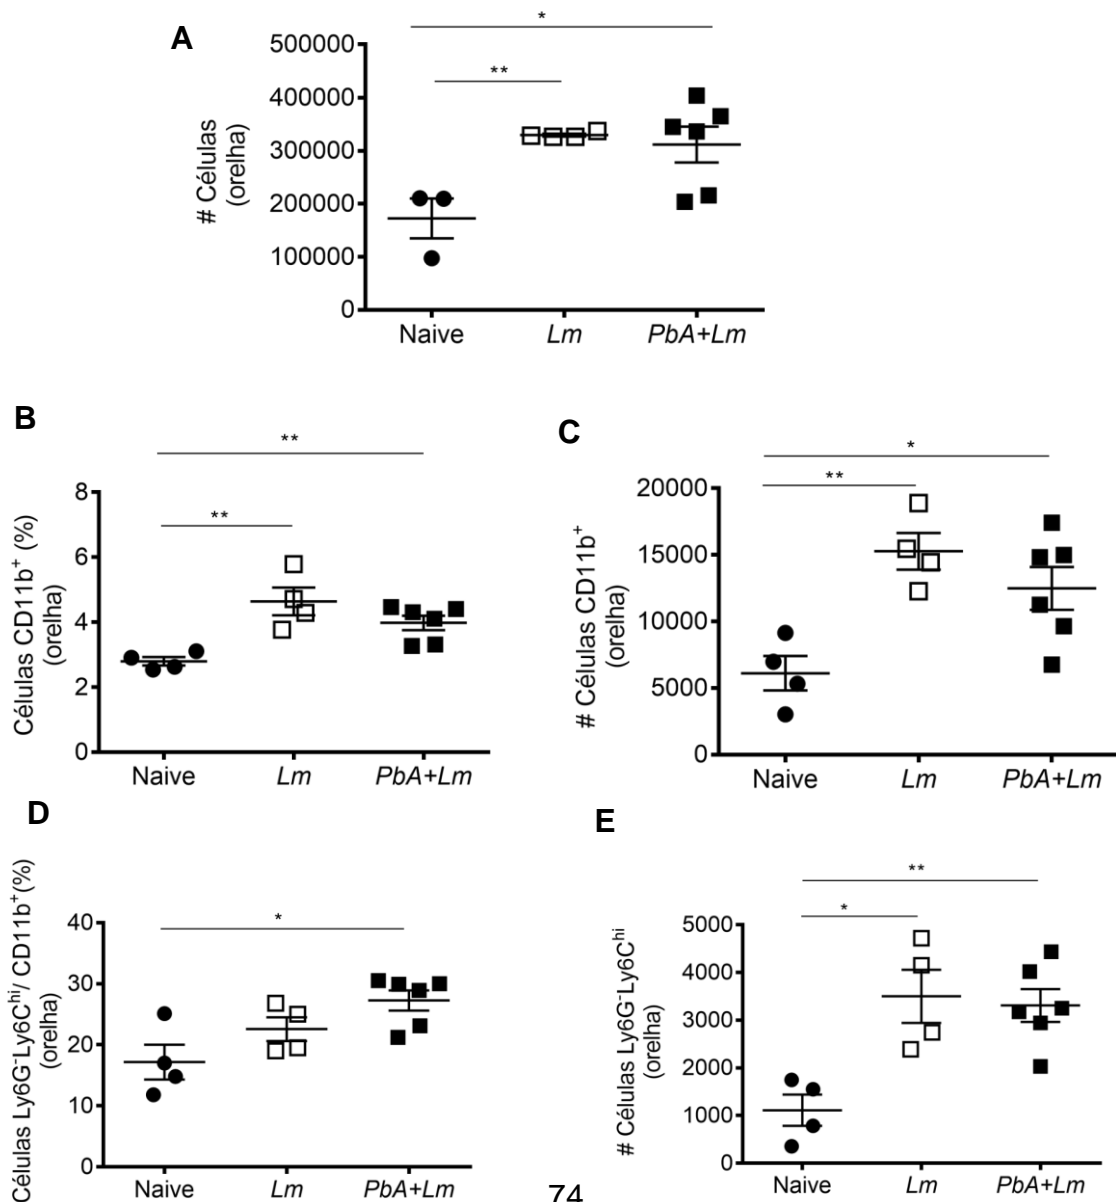 A
*
**
500000
400000
300000
200000
100000
0
# Células
(orelha)
Naive
Lm
PbA+Lm
B
**
**
8
6
4
2
0
Células CD11b⁺ (%)
(orelha)
Naive
Lm
PbA+Lm
C
*
**
20000
15000
10000
5000
0
# Células CD11b⁺
(orelha)
Naive
Lm
PbA+Lm
D
*
40
30
20
10
0
Células Ly6G⁻Ly6Cʰⁱ/ CD11b⁺(%)
(orelha)
Naive
Lm
PbA+Lm
E
**
*
5000
4000
3000
2000
1000
0
# Células Ly6G⁻Ly6Cʰⁱ
(orelha)
Naive
Lm
PbA+Lm
74